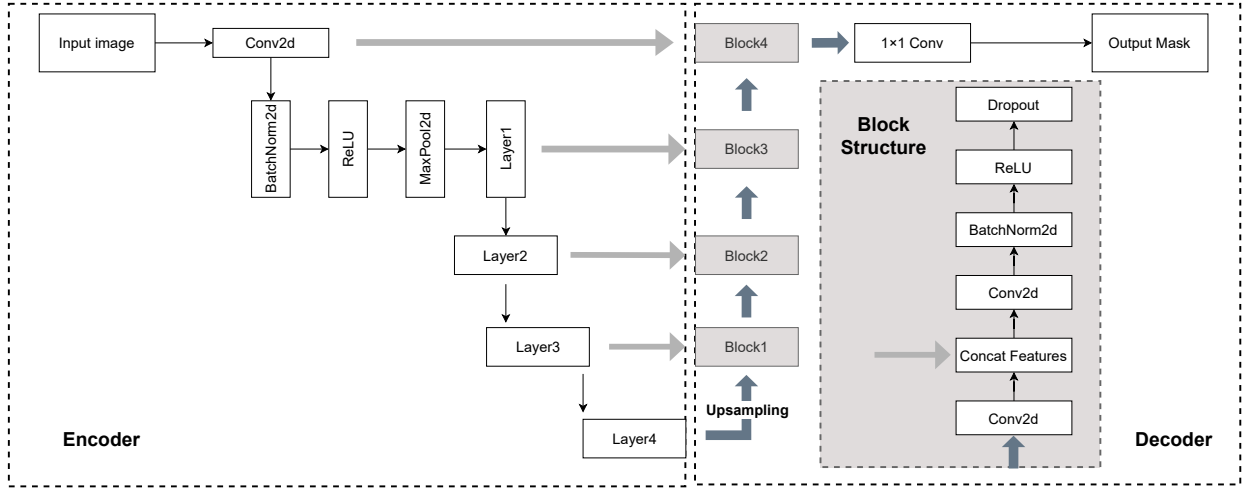 Input image
Conv2d
BatchNorm2d
ReLU
MaxPool2d
Layer1
Layer2
Layer3
Layer4
Encoder
Upsampling
Block1
Block2
Block3
Block4
1×1 Conv
Output Mask
Block
Structure
Dropout
ReLU
BatchNorm2d
Conv2d
Concat Features
Conv2d
Decoder